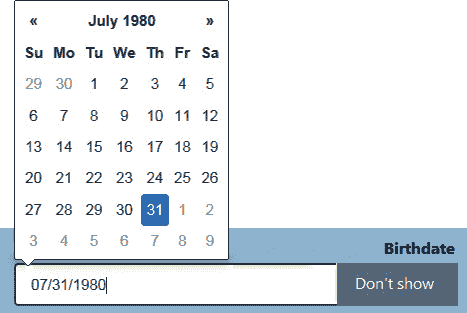 « July 1980 »
Su Mo Tu We Th Fr Sa
29 30 1 2 3 4 5
6 7 8 9 10 11 12
13 14 15 16 17 18 19
20 21 22 23 24 25 26
27 28 29 30 31 1 2
3 4 5 6 7 8 9
Birthdate
07/31/1980 Don't show